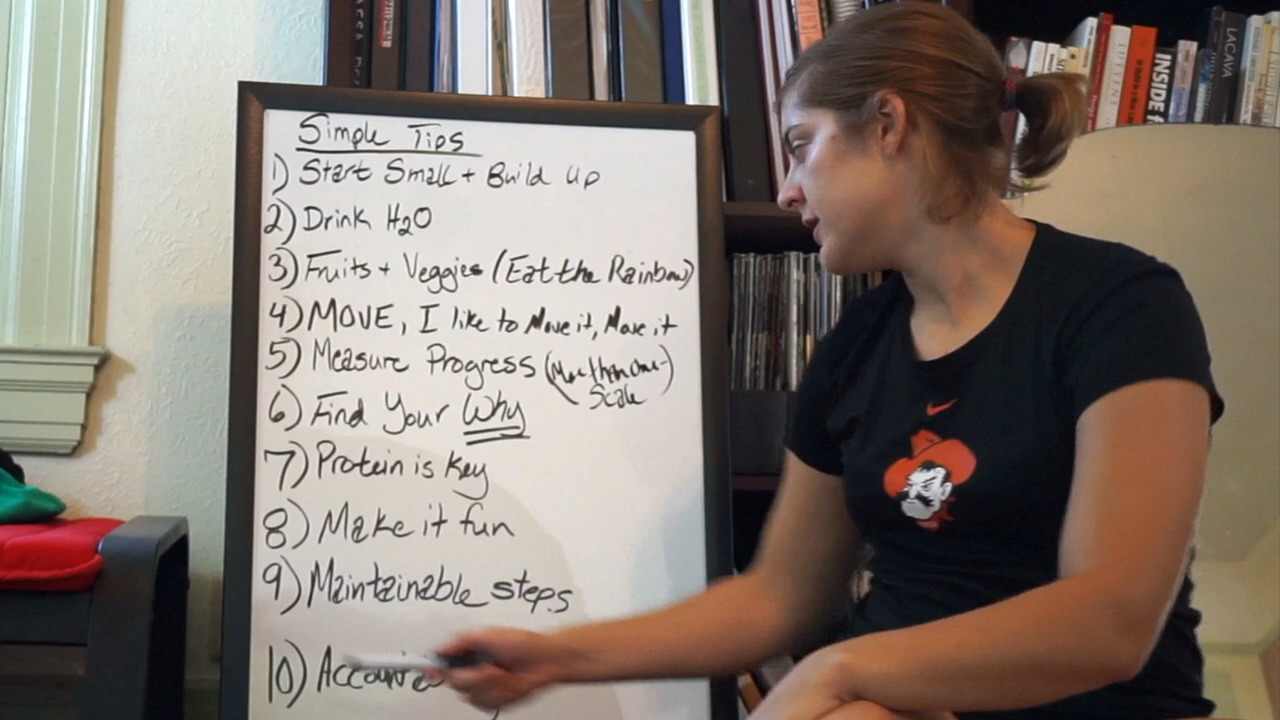 Simple Tips
1) Start Small + Build Up
2) Drink H2O
3) Fruits + Veggies (Eat the Rainbow)
4) MOVE, I like to Move it, Move it
5) Measure Progress (More than one
Scale
6) Find Your Why
7) Protein is Key
8) Make it fun
9) Maintainable steps
10)
INSIDE
LACAVA